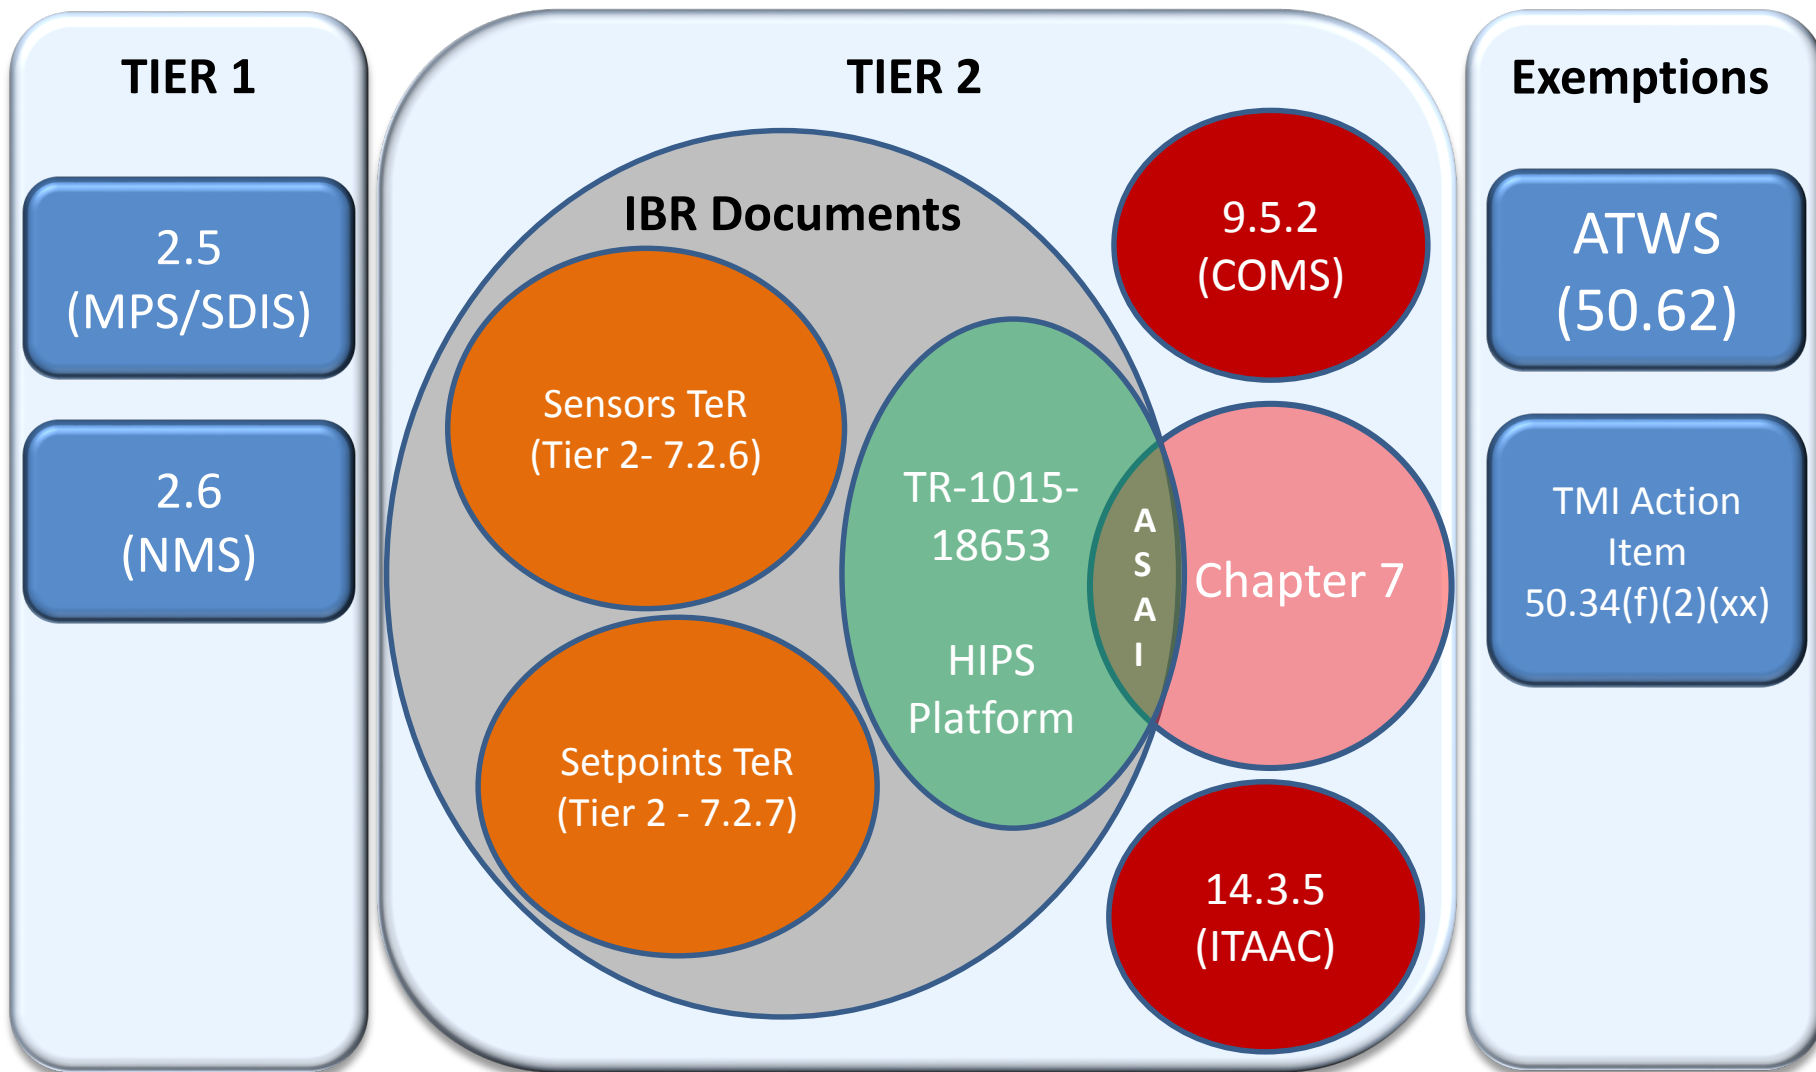 TIER 1
2.5
(MPS/SDIS)
2.6
(NMS)
TIER 2
IBR Documents
Sensors TeR
(Tier 2- 7.2.6)
Setpoints TeR
(Tier 2 - 7.2.7)
TR-1015-
18653
HIPS
Platform
A
S
A
I
Chapter 7
9.5.2
(COMS)
14.3.5
(ITAAC)
Exemptions
ATWS
(50.62)
TMI Action
Item
50.34(f)(2)(xx)